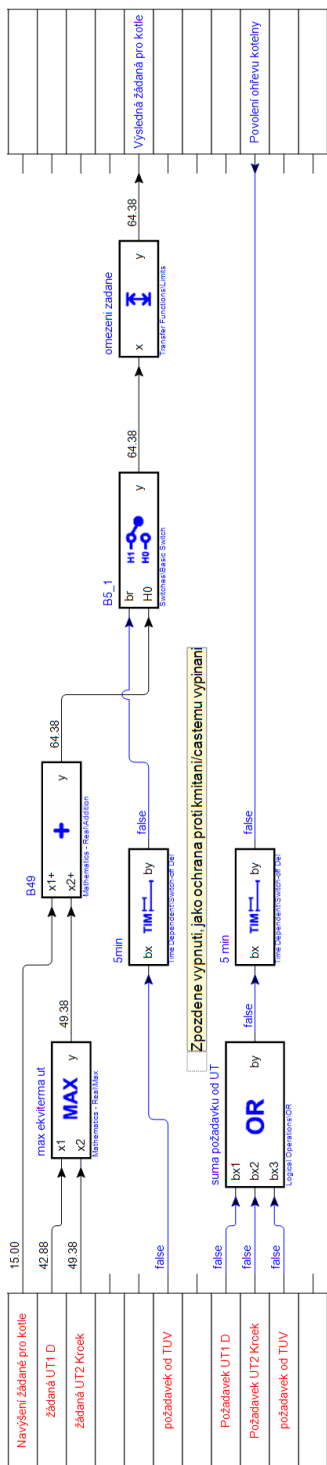 Navýšení žádané pro kotle
žádaná UT1 D
žádaná UT2 Krcek
požadavek od TUV
Požadavek UT1 D
Požadavek UT2 Krcek
požadavek od TUV
15.00
42.88
49.38
false
false
false
false
max ekviterma ut
x1
x2
MAX
y
Mathematics - Real\Max
49.38
B49
x1+
x2+
+
y
Mathematics - Real\Addition
64.38
5min
bx
TIM
by
Time Dependent\Switch-off Del
false
Zpozdene vypnuti, jako ochrana proti kmitani/castemu vypinani
suma požadavku od UT
bx1
bx2
bx3
OR
by
Logical Operations\OR
false
5 min
bx
TIM
by
Time Dependent\Switch-off Del
false
B5_1
br
H0
H1
H0
y
Switches\Basic Switch
64.38
omezeni zadane
x
y
Transfer Functions\Limits
64.38
Výsledná žádaná pro kotle
Povolení ohřevu kotelny